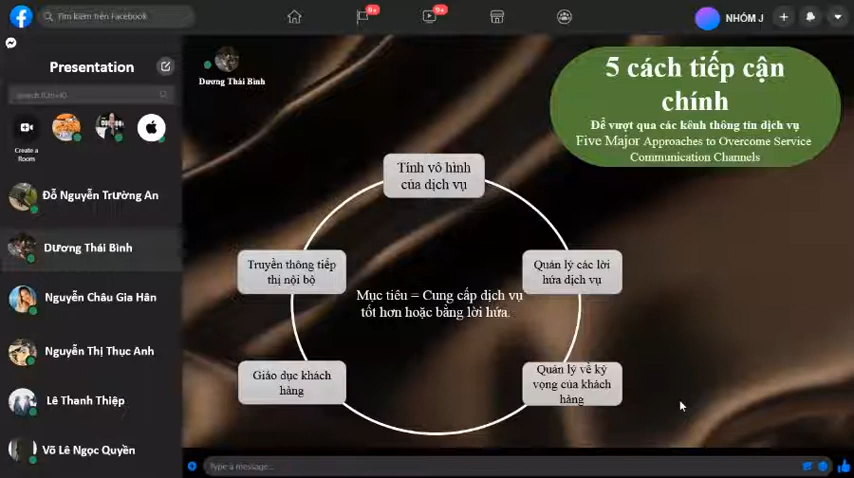 Tìm kiếm Facebook
9+
9+
NHÓM J
Presentation
Search (Ctrl+K)
Create a
Room
Đỗ Nguyễn Trường An
Dương Thái Bình
Nguyễn Châu Gia Hân
Nguyễn Thị Thục Anh
Lê Thanh Thiệp
Võ Lê Ngọc Quyền
Dương Thái Bình
5 cách tiếp cận
chính
Để vượt qua các kênh thông tin dịch vụ
Five Major Approaches to Overcome Service
Communication Channels
Tính vô hình
của dịch vụ
Truyền thông tiếp
thị nội bộ
Quản lý các lời
hứa dịch vụ
Mục tiêu = Cung cấp dịch vụ
tốt hơn hoặc bằng lời hứa.
Giáo dục khách
hàng
Quản lý về kỳ
vọng của khách
hàng
Type a message...